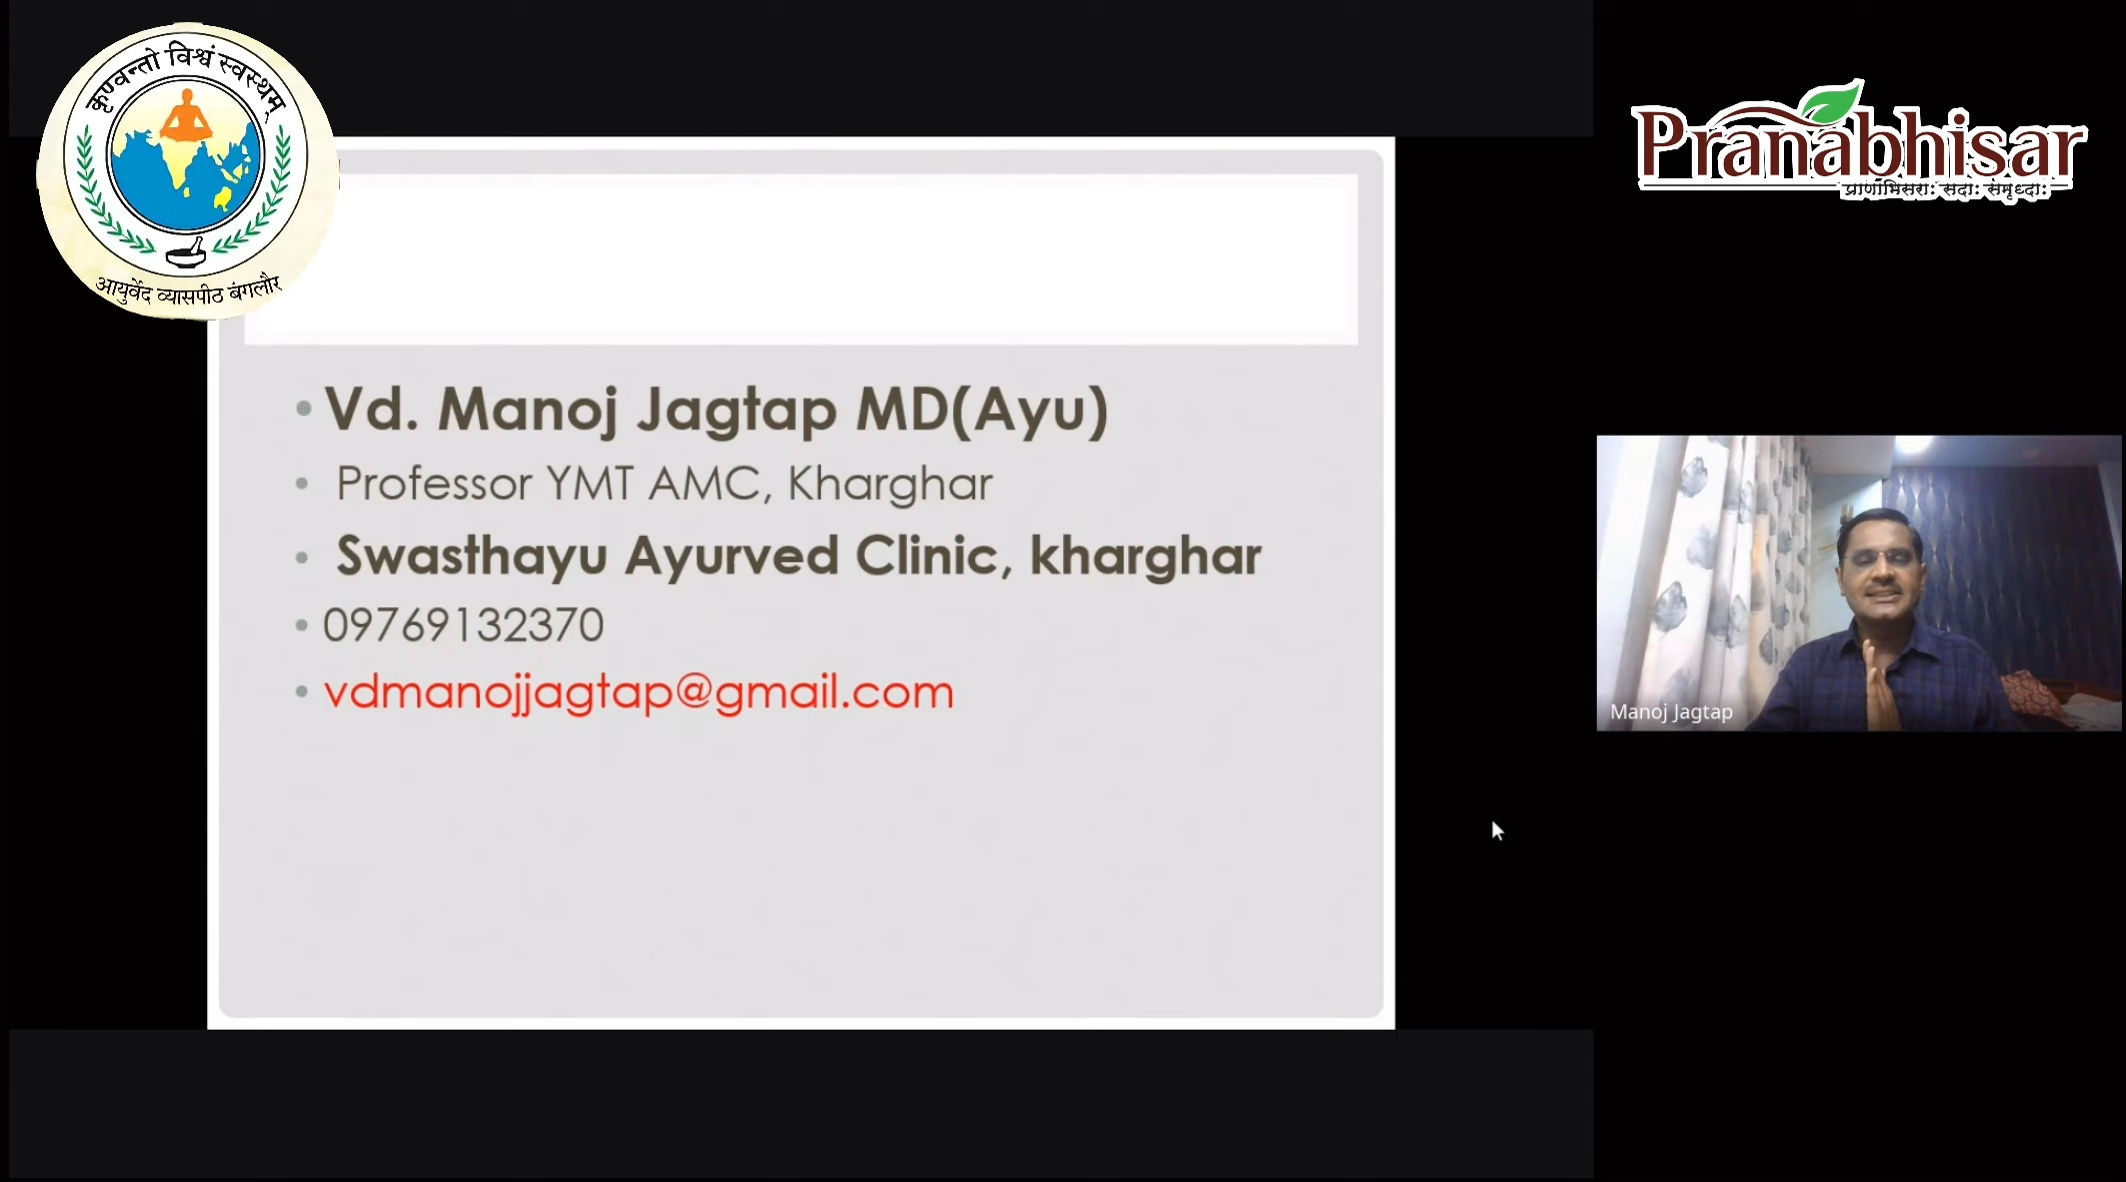 कृण्वन्तो विश्वं स्वस्थम्
आयुर्वेद व्यासपीठ बंगलौर
Pranabhisar
प्राणाभिसराः सदाः संमृध्दाः
• Vd. Manoj Jagtap MD(Ayu)
• Professor YMT AMC, Kharghar
• Swasthayu Ayurved Clinic, kharghar
• 09769132370
• vdmanojjagtap@gmail.com
Manoj Jagtap